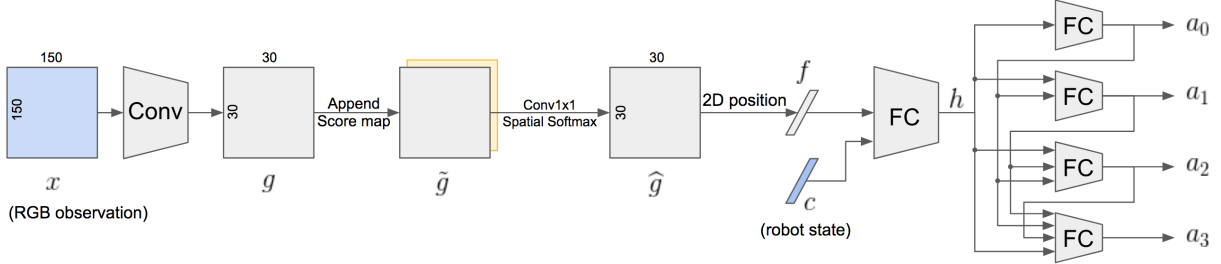 150
150
x
(RGB observation)
Conv
30
30
g
Append
Score map
g̃
Conv1x1
Spatial Softmax
30
30
ĝ
2D position
f
c
(robot state)
FC
h
FC
a₀
FC
a₁
FC
a₂
FC
a₃